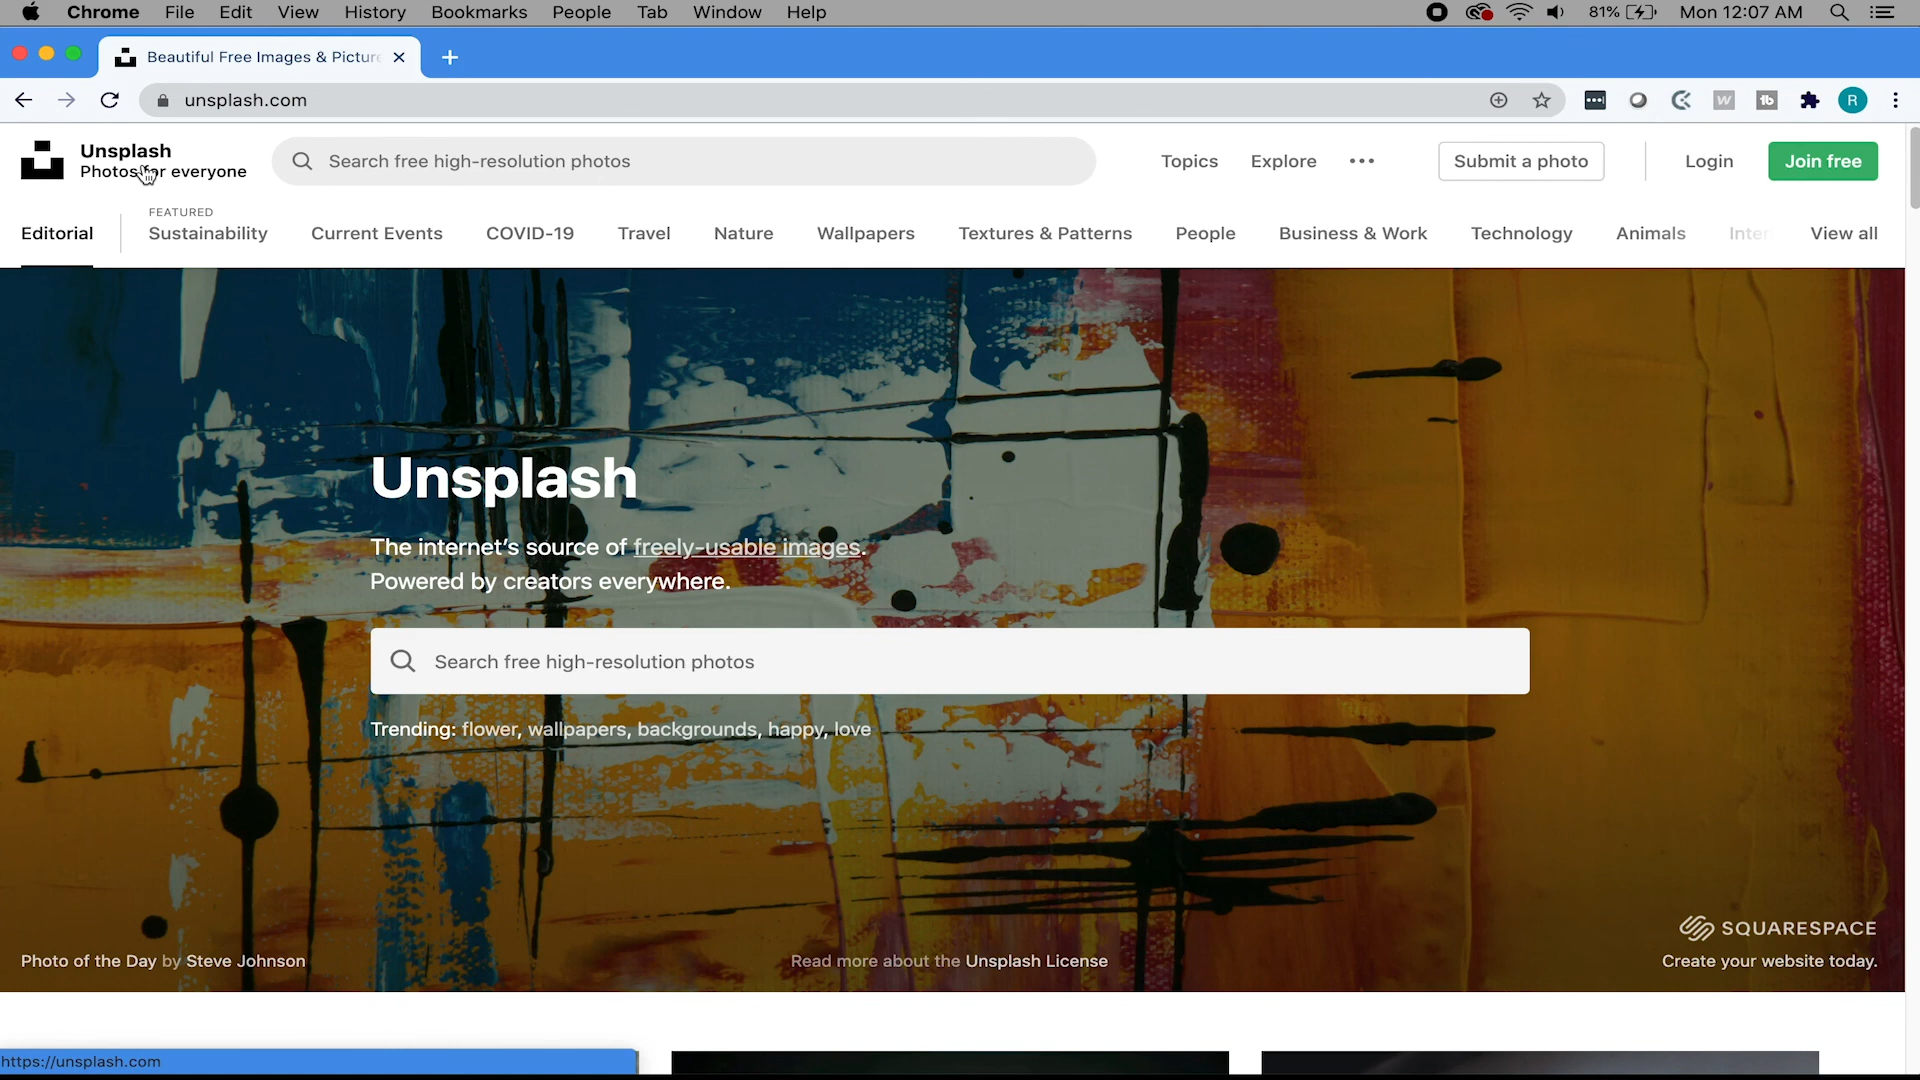 Chrome File Edit View History Bookmarks People Tab Window Help 81% Mon 12:07 AM
Beautiful Free Images & Picture
unsplash.com R
Unsplash
Photos for everyone
Search free high-resolution photos
Topics Explore ••• Submit a photo Login Join free
FEATURED
Editorial Sustainability Current Events COVID-19 Travel Nature Wallpapers Textures & Patterns People Business & Work Technology Animals Inter View all
Unsplash
The internet's source of freely-usable images.
Powered by creators everywhere.
Search free high-resolution photos
Trending: flower, wallpapers, backgrounds, happy, love
SQUARESPACE
Photo of the Day by Steve Johnson
Read more about the Unsplash License
Create your website today.
https://unsplash.com